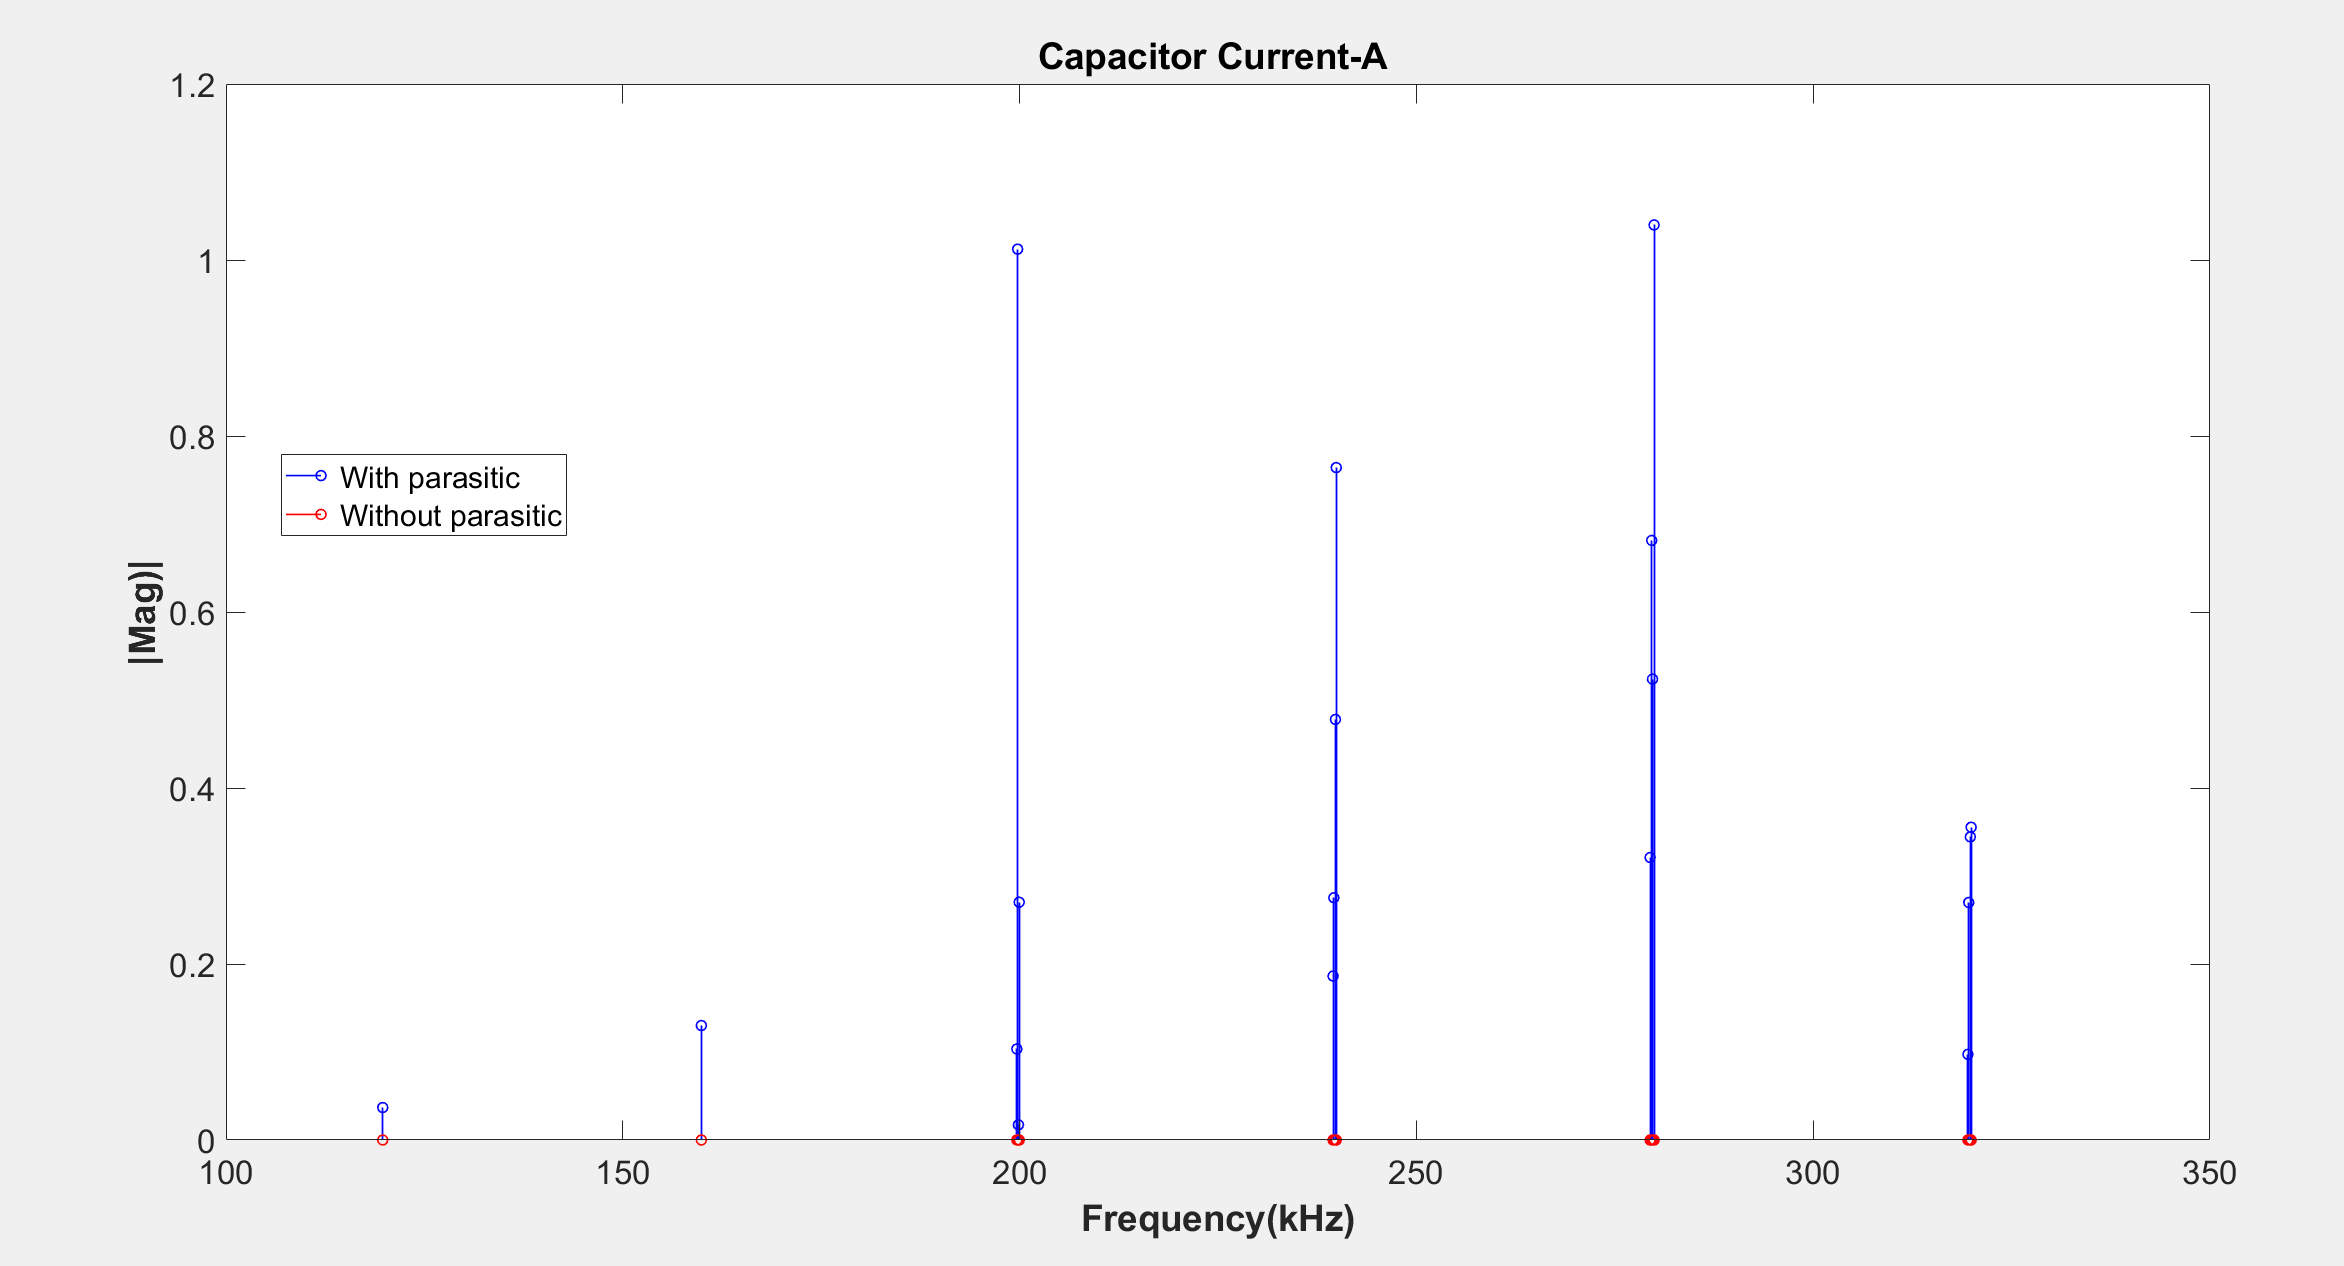 Capacitor Current-A
1.2
1
0.8
0.6
0.4
0.2
0
With parasitic
Without parasitic
|Mag)|
100 150 200 250 300 350
Frequency(kHz)